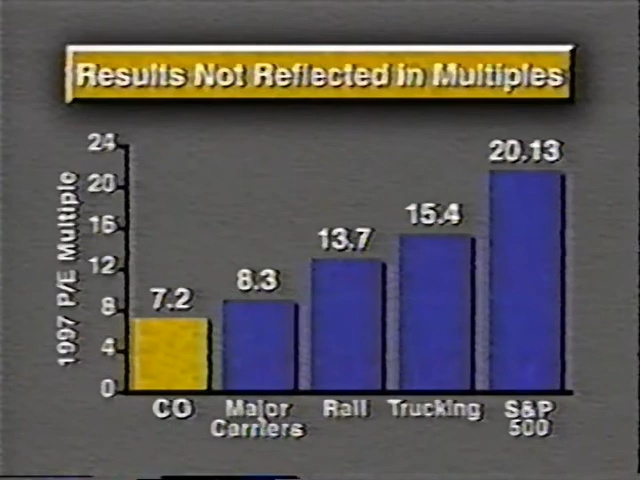 Results Not Reflected in Multiples
24
20
16
12
8
4
0
1997 P/E Multiple
7.2
8.3
13.7
15.4
20.13
CO
Major
Carriers
Rail
Trucking
S&P
500